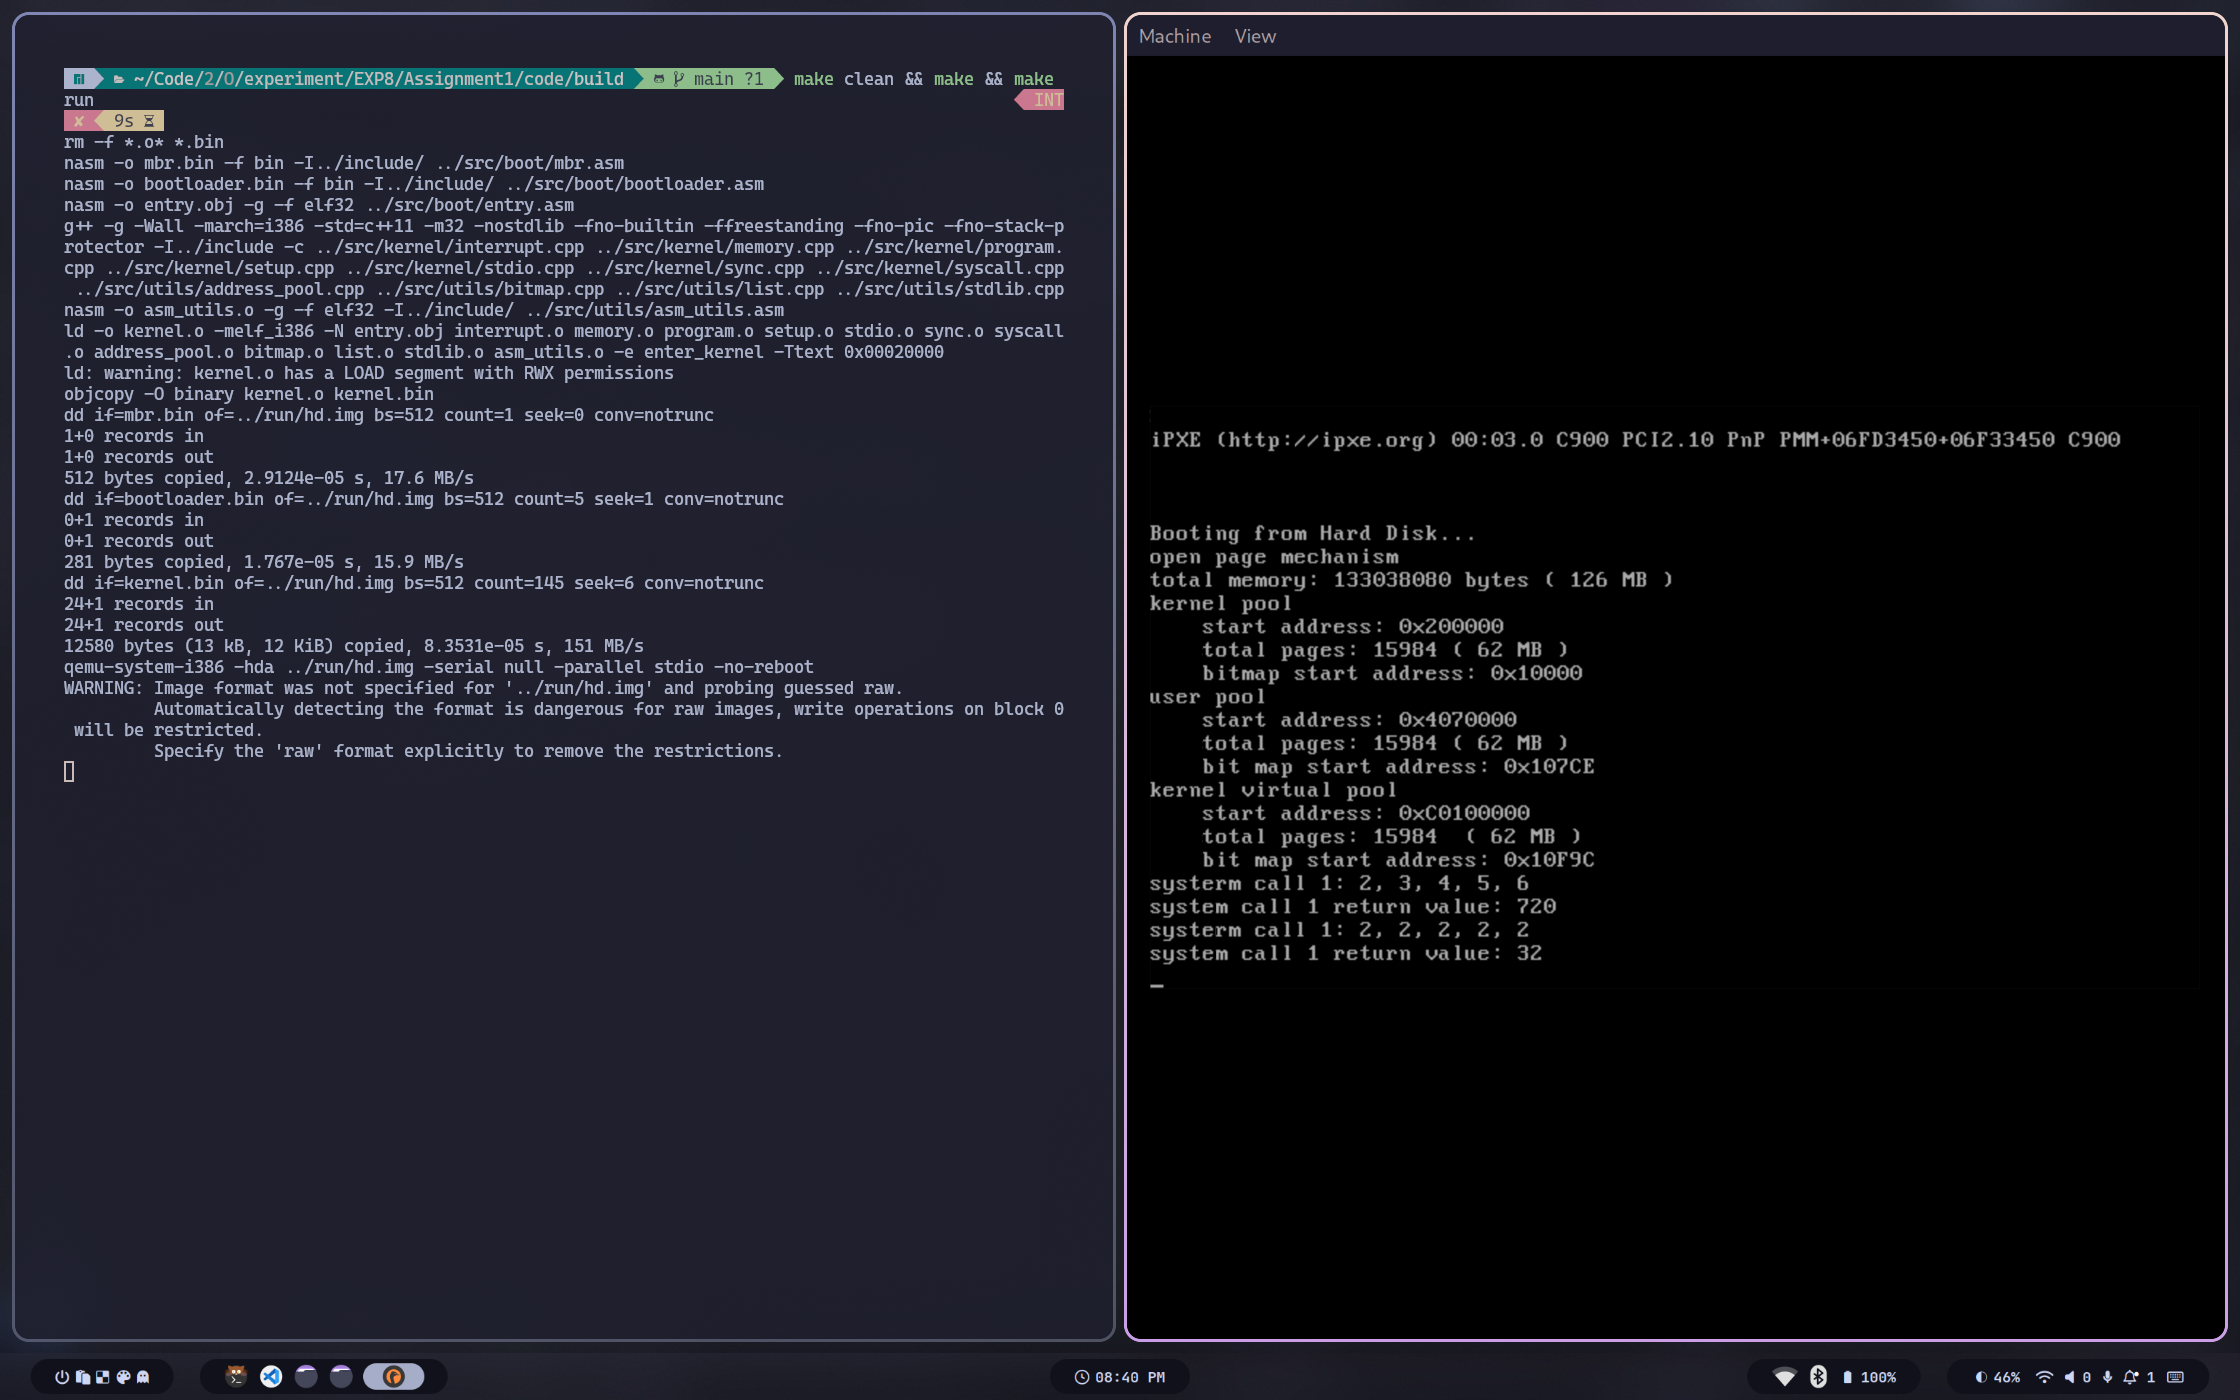 ~/Code/2/O/experiment/EXP8/Assignment1/code/build main ?1 make clean && make && make
run INT
✘ 9s
rm -f *.o* *.bin
nasm -o mbr.bin -f bin -I../include/ ../src/boot/mbr.asm
nasm -o bootloader.bin -f bin -I../include/ ../src/boot/bootloader.asm
nasm -o entry.obj -g -f elf32 ../src/boot/entry.asm
g++ -g -Wall -march=i386 -std=c++11 -m32 -nostdlib -fno-builtin -ffreestanding -fno-pic -fno-stack-p
rotector -I../include -c ../src/kernel/interrupt.cpp ../src/kernel/memory.cpp ../src/kernel/program.
cpp ../src/kernel/setup.cpp ../src/kernel/stdio.cpp ../src/kernel/sync.cpp ../src/kernel/syscall.cpp
../src/utils/address_pool.cpp ../src/utils/bitmap.cpp ../src/utils/list.cpp ../src/utils/stdlib.cpp
nasm -o asm_utils.o -g -f elf32 -I../include/ ../src/utils/asm_utils.asm
ld -o kernel.o -melf_i386 -N entry.obj interrupt.o memory.o program.o setup.o stdio.o sync.o syscall
.o address_pool.o bitmap.o list.o stdlib.o asm_utils.o -e enter_kernel -Ttext 0x00020000
ld: warning: kernel.o has a LOAD segment with RWX permissions
objcopy -O binary kernel.o kernel.bin
dd if=mbr.bin of=../run/hd.img bs=512 count=1 seek=0 conv=notrunc
1+0 records in
1+0 records out
512 bytes copied, 2.9124e-05 s, 17.6 MB/s
dd if=bootloader.bin of=../run/hd.img bs=512 count=5 seek=1 conv=notrunc
0+1 records in
0+1 records out
281 bytes copied, 1.767e-05 s, 15.9 MB/s
dd if=kernel.bin of=../run/hd.img bs=512 count=145 seek=6 conv=notrunc
24+1 records in
24+1 records out
12580 bytes (13 kB, 12 KiB) copied, 8.3531e-05 s, 151 MB/s
qemu-system-i386 -hda ../run/hd.img -serial null -parallel stdio -no-reboot
WARNING: Image format was not specified for '../run/hd.img' and probing guessed raw.
Automatically detecting the format is dangerous for raw images, write operations on block 0
will be restricted.
Specify the 'raw' format explicitly to remove the restrictions.
Machine View
iPXE (http://ipxe.org) 00:03.0 C900 PCI2.10 PnP PMM+06FD3450+06F33450 C900
Booting from Hard Disk...
open page mechanism
total memory: 133038080 bytes ( 126 MB )
kernel pool
start address: 0x200000
total pages: 15984 ( 62 MB )
bitmap start address: 0x10000
user pool
start address: 0x4070000
total pages: 15984 ( 62 MB )
bit map start address: 0x107CE
kernel virtual pool
start address: 0xC0100000
total pages: 15984  ( 62 MB )
bit map start address: 0x10F9C
systerm call 1: 2, 3, 4, 5, 6
system call 1 return value: 720
systerm call 1: 2, 2, 2, 2, 2
system call 1 return value: 32
_
08:40 PM
100%
46% 0 1